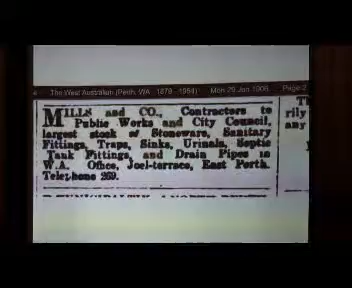 The West Australian (Perth, WA : 1879 - 1954) Mon 29 Jan 1906 Page 2
MILLS and CO., Contractors to
Public Works and City Council,
largest stock of Stoneware, Sanitary
Fittings, Traps, Sinks, Urinals, Septic
Tank Fittings, and Drain Pipes in
W.A. Office, Joel-terrace, East Perth.
Telephone 269.
rily
any